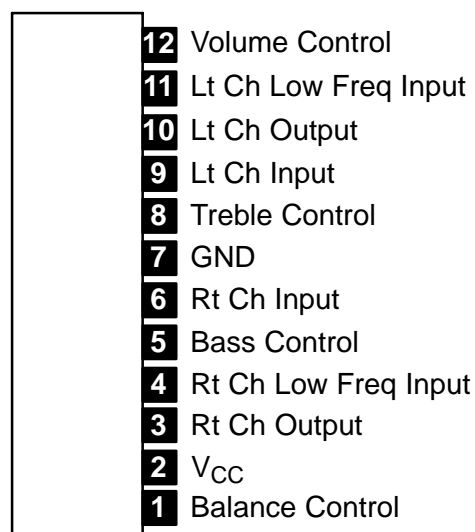 12 Volume Control
11 Lt Ch Low Freq Input
10 Lt Ch Output
9 Lt Ch Input
8 Treble Control
7 GND
6 Rt Ch Input
5 Bass Control
4 Rt Ch Low Freq Input
3 Rt Ch Output
2 VCC
1 Balance Control